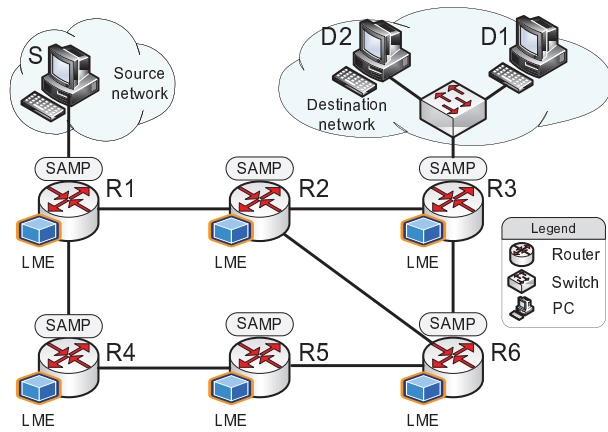 S
Source
network
D2
D1
Destination
network
SAMP
R1
LME
SAMP
R2
LME
SAMP
R3
LME
Legend
Router
Switch
PC
SAMP
R4
LME
SAMP
R5
LME
SAMP
R6
LME